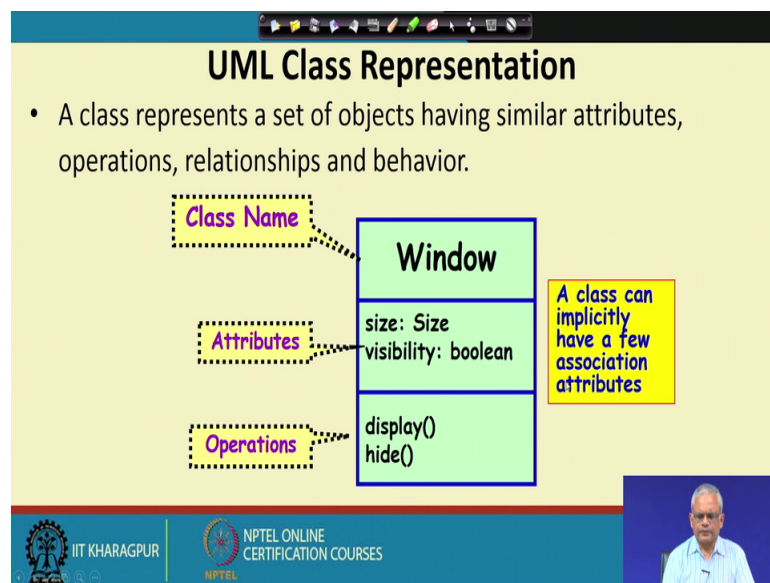 UML Class Representation
• A class represents a set of objects having similar attributes,
operations, relationships and behavior.
Class Name
Window
Attributes
size: Size
visibility: boolean
A class can
implicitly
have a few
association
attributes
Operations
display()
hide()
IIT KHARAGPUR
NPTEL
NPTEL ONLINE
CERTIFICATION COURSES